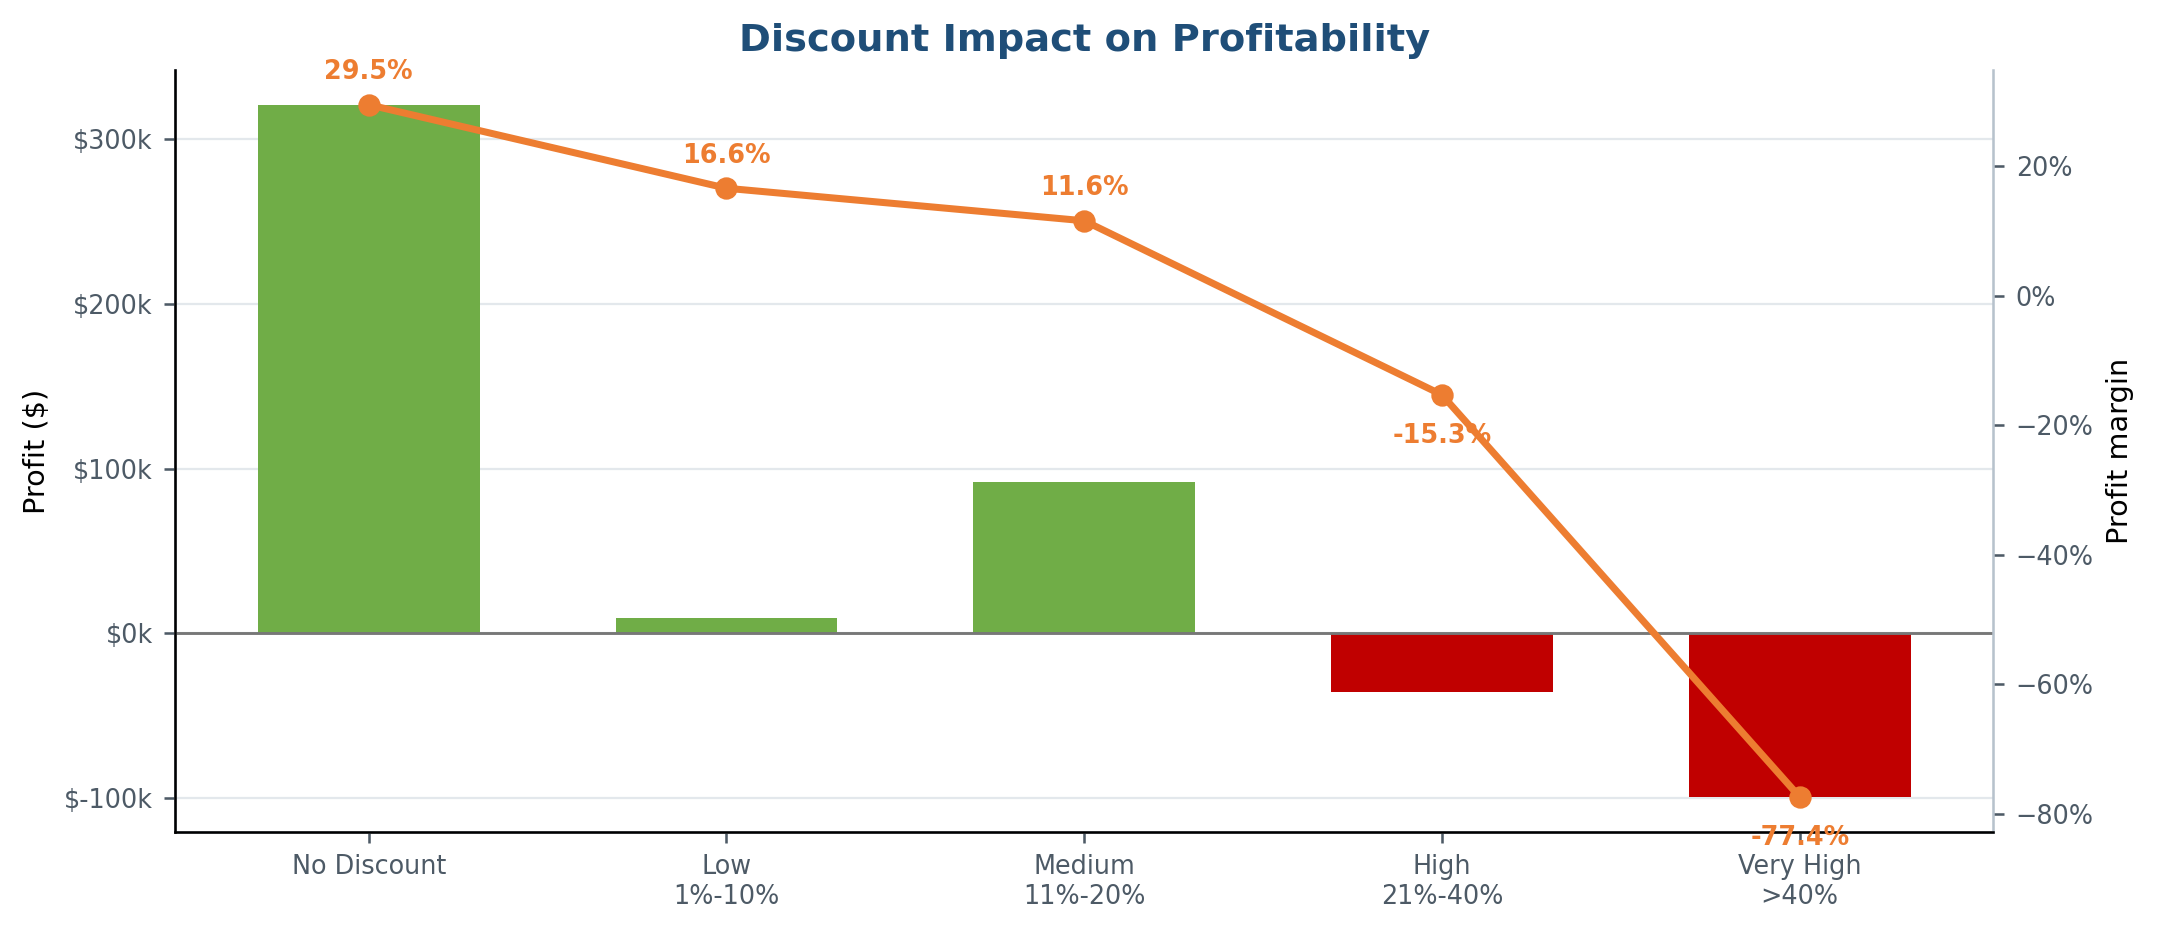 Discount Impact on Profitability
29.5%
16.6%
11.6%
-15.3%
-77.4%
Profit ($)
$300k
$200k
$100k
$0k
$-100k
20%
0%
−20%
−40%
−60%
−80%
Profit margin
No Discount
Low
1%-10%
Medium
11%-20%
High
21%-40%
Very High
>40%